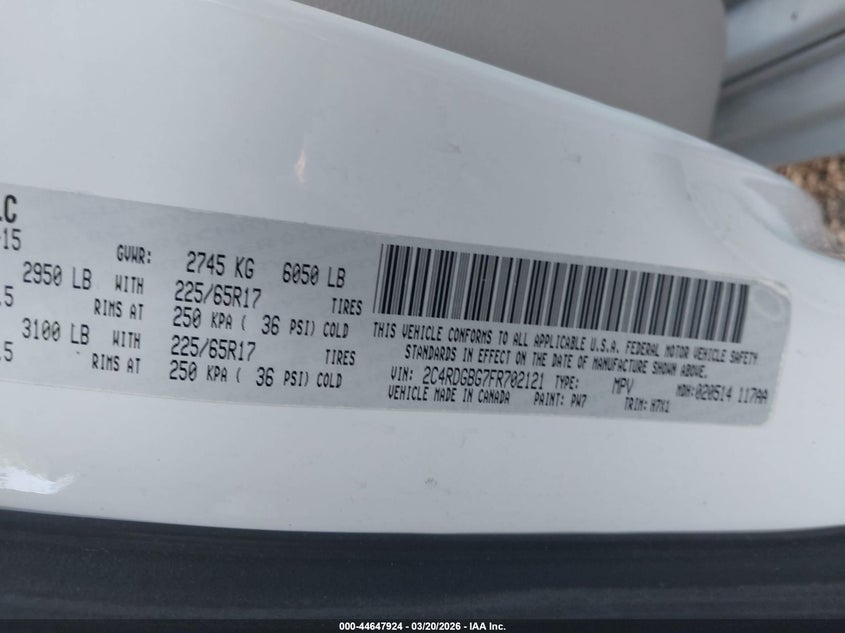 LC
-15
GVWR: 2745 KG 6050 LB
2950 LB WITH 225/65R17 TIRES
.5 RIMS AT 250 KPA ( 36 PSI) COLD
3100 LB WITH 225/65R17 TIRES
.5 RIMS AT 250 KPA ( 36 PSI) COLD
THIS VEHICLE CONFORMS TO ALL APPLICABLE U.S.A. FEDERAL MOTOR VEHICLE SAFETY
STANDARDS IN EFFECT ON THE DATE OF MANUFACTURE SHOWN ABOVE.
VIN: 2C4RDGBG7FR702121 TYPE: MPV MDH:020514 117AA
VEHICLE MADE IN CANADA PAINT: PW7 TRIM: H7X1
000-44647924 - 03/20/2026 - IAA Inc.